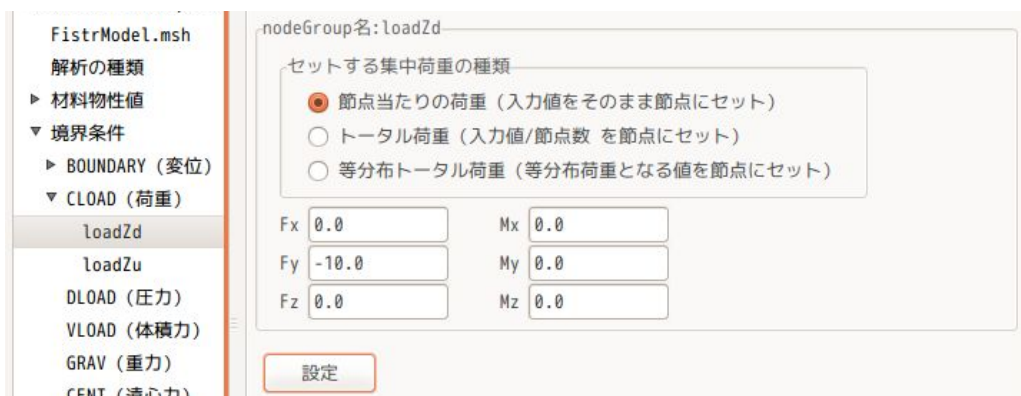 FistrModel.msh
解析の種類
材料物性値
境界条件
BOUNDARY (変位)
CLOAD (荷重)
loadZd
loadZu
DLOAD (圧力)
VLOAD (体積力)
GRAV (重力)
CENT (遠心力)
nodeGroup名:loadZd
セットする集中荷重の種類
節点当たりの荷重 (入力値をそのまま節点にセット)
トータル荷重 (入力値/節点数 を節点にセット)
等分布トータル荷重 (等分布荷重となる値を節点にセット)
Fx 0.0 Mx 0.0
Fy -10.0 My 0.0
Fz 0.0 Mz 0.0
設定